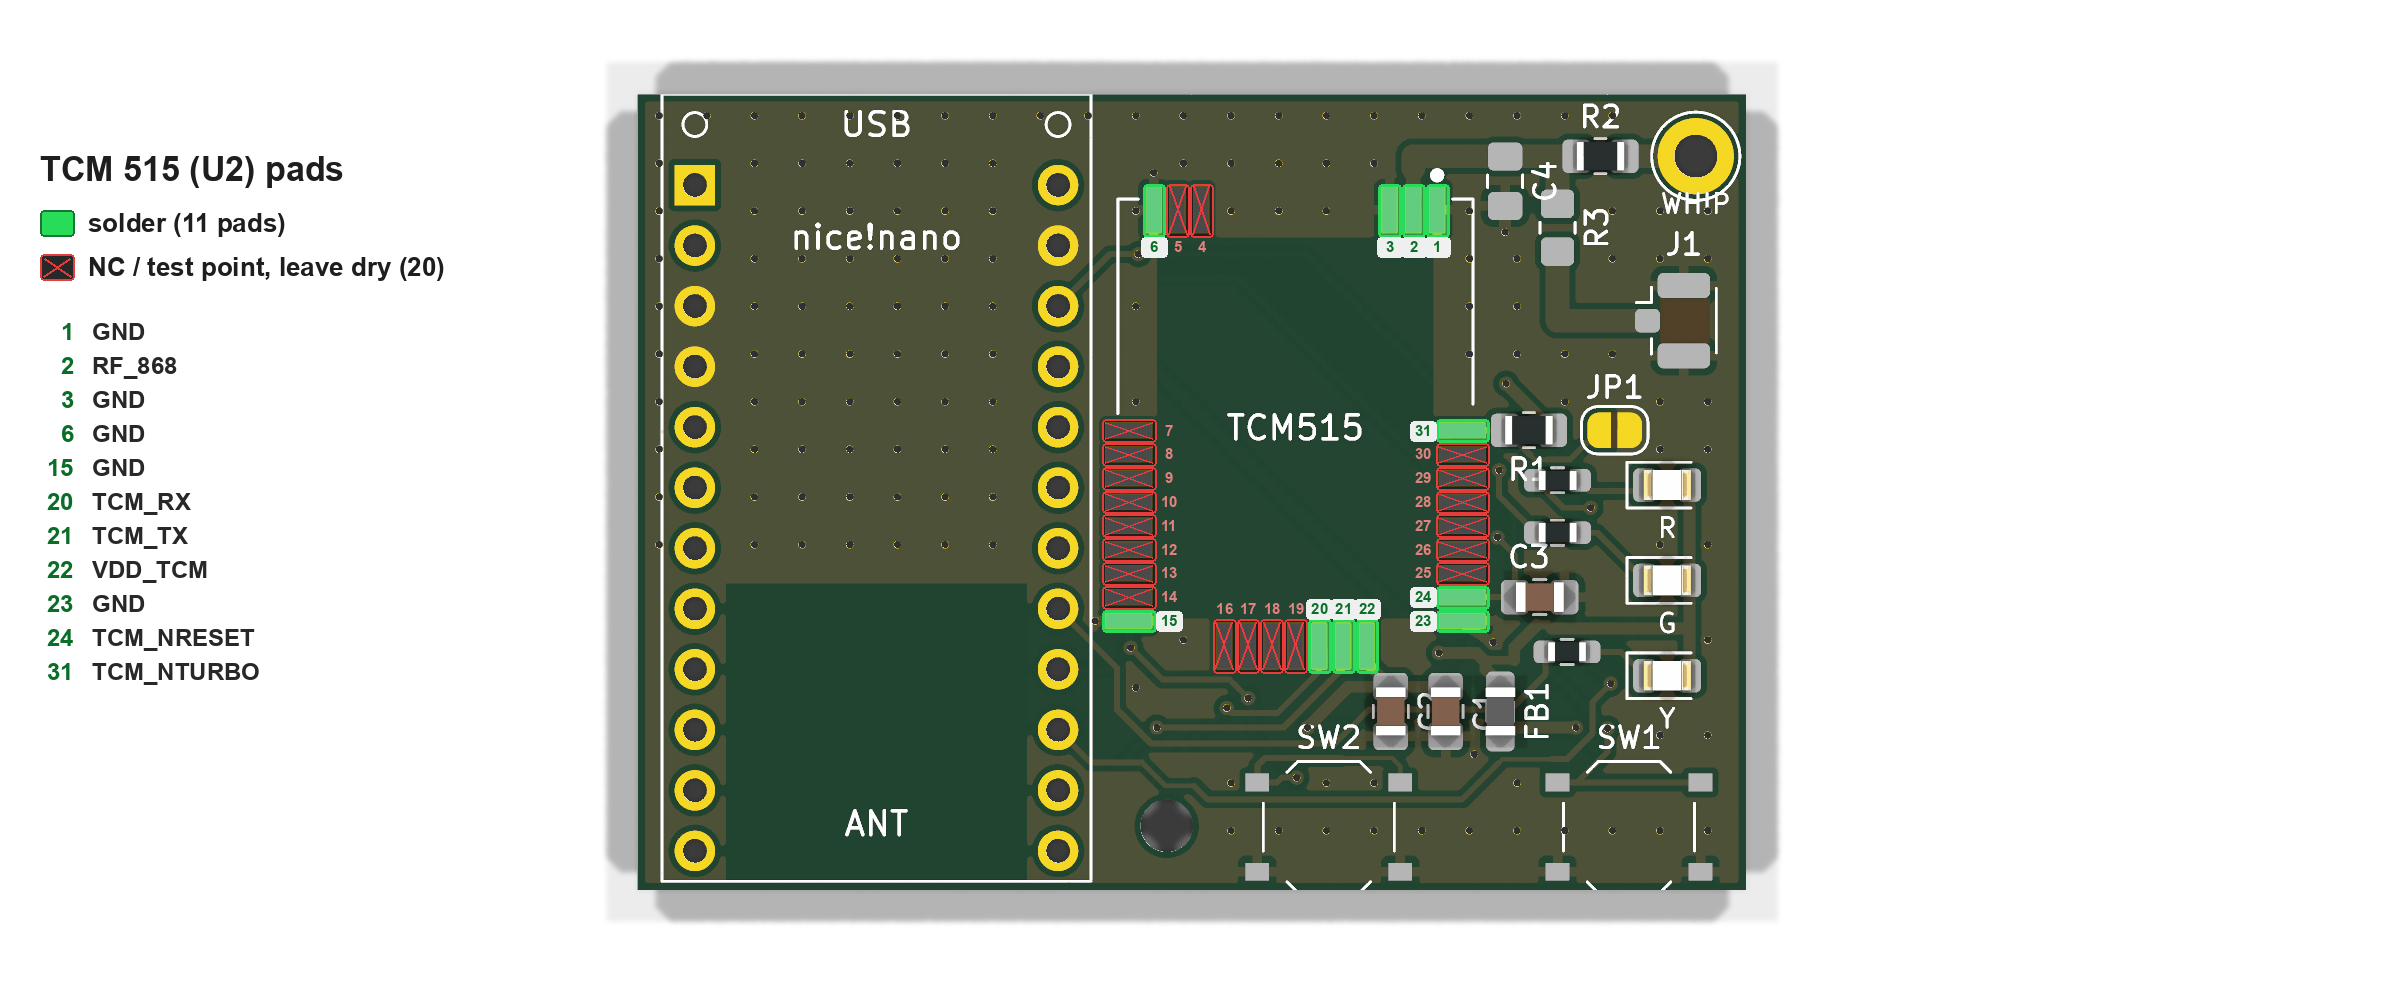 TCM 515 (U2) pads
solder (11 pads)
NC / test point, leave dry (20)
1 GND
2 RF_868
3 GND
6 GND
15 GND
20 TCM_RX
21 TCM_TX
22 VDD_TCM
23 GND
24 TCM_NRESET
31 TCM_NTURBO
USB
nice!nano
ANT
R2
C4
WHIP
R3
J1
6 5 4
3 2 1
JP1
TCM515
7
8
9
10
11
12
13
14
15
31
30
29
28
27
26
25
24
23
16 17 18 19 20 21 22
R1
R
C3
G
Y
C2
C1
FB1
SW2
SW1